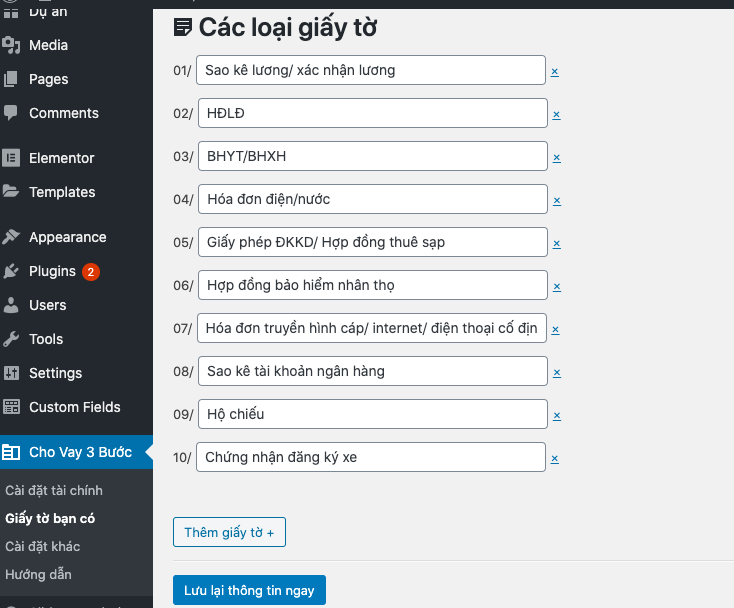 Dự án
Media
Pages
Comments
Elementor
Templates
Appearance
Plugins 2
Users
Tools
Settings
Custom Fields
Cho Vay 3 Bước
Cài đặt tài chính
Giấy tờ bạn có
Cài đặt khác
Hướng dẫn
Các loại giấy tờ
01/ Sao kê lương/ xác nhận lương ×
02/ HĐLĐ ×
03/ BHYT/BHXH ×
04/ Hóa đơn điện/nước ×
05/ Giấy phép ĐKKD/ Hợp đồng thuê sạp ×
06/ Hợp đồng bảo hiểm nhân thọ ×
07/ Hóa đơn truyền hình cáp/ internet/ điện thoại cố địn ×
08/ Sao kê tài khoản ngân hàng ×
09/ Hộ chiếu ×
10/ Chứng nhận đăng ký xe ×
Thêm giấy tờ +
Lưu lại thông tin ngay